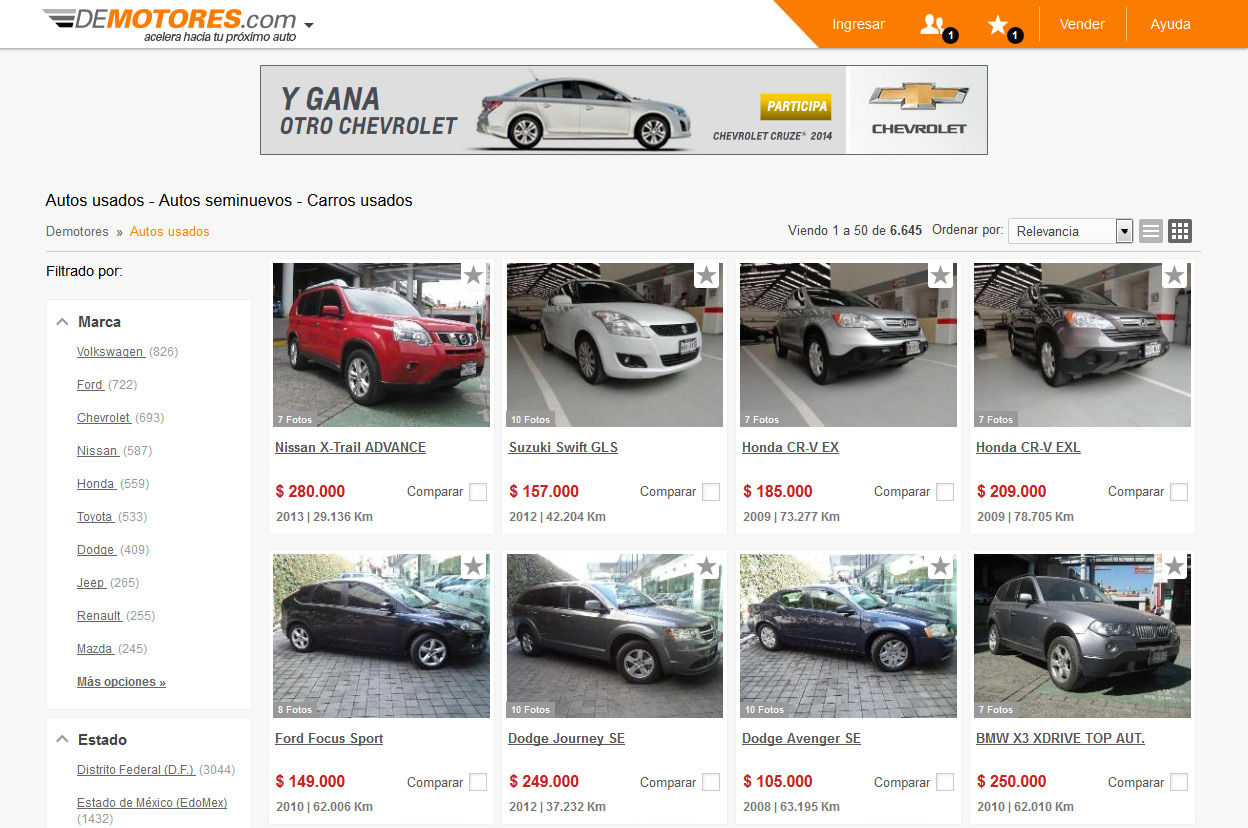 DEMOTORES.com
acelera hacia tu próximo auto
Ingresar
1
1
Vender
Ayuda
Y GANA
OTRO CHEVROLET
PARTICIPA
CHEVROLET CRUZE® 2014
CHEVROLET
Autos usados - Autos seminuevos - Carros usados
Demotores » Autos usados
Viendo 1 a 50 de 6.645 Ordenar por: Relevancia
Filtrado por:
Marca
Volkswagen (826)
Ford (722)
Chevrolet (693)
Nissan (587)
Honda (559)
Toyota (533)
Dodge (409)
Jeep (265)
Renault (255)
Mazda (245)
Más opciones »
Estado
Distrito Federal (D.F.) (3044)
Estado de México (EdoMex)
(1432)
7 Fotos
Nissan X-Trail ADVANCE
$ 280.000 Comparar
2013 | 29.136 Km
10 Fotos
Suzuki Swift GLS
$ 157.000 Comparar
2012 | 42.204 Km
7 Fotos
Honda CR-V EX
$ 185.000 Comparar
2009 | 73.277 Km
7 Fotos
Honda CR-V EXL
$ 209.000 Comparar
2009 | 78.705 Km
8 Fotos
Ford Focus Sport
$ 149.000 Comparar
2010 | 62.006 Km
10 Fotos
Dodge Journey SE
$ 249.000 Comparar
2012 | 37.232 Km
10 Fotos
Dodge Avenger SE
$ 105.000 Comparar
2008 | 63.195 Km
7 Fotos
BMW X3 XDRIVE TOP AUT.
$ 250.000 Comparar
2010 | 62.010 Km